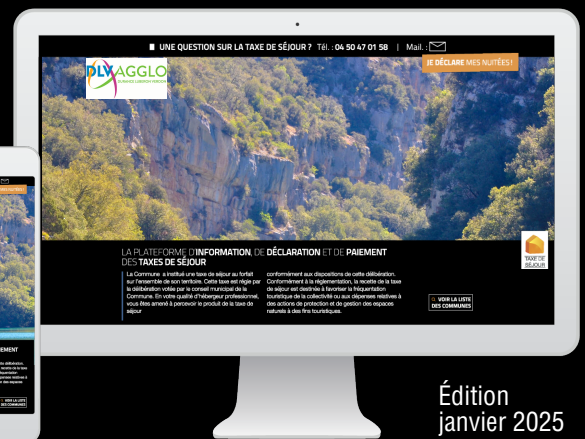 UNE QUESTION SUR LA TAXE DE SÉJOUR ? Tél. : 04 50 47 01 58 | Mail. :
JE DÉCLARE MES NUITÉES !
DLVAGGLO
DURANCE LUBERON VERDON
LA PLATEFORME D'INFORMATION, DE DÉCLARATION ET DE PAIEMENT
DES TAXES DE SÉJOUR
La Commune a institué une taxe de séjour au forfait
sur l'ensemble de son territoire. Cette taxe est régie par
la délibération votée par le conseil municipal de la
Commune. En votre qualité d'hébergeur professionnel,
vous êtes amené à percevoir le produit de la taxe de
séjour
conformément aux dispositions de cette délibération.
Conformément à la réglementation, la recette de la taxe
de séjour est destinée à favoriser la fréquentation
touristique de la collectivité ou aux dépenses relatives à
des actions de protection et de gestion des espaces
naturels à des fins touristiques.
TAXE DE
SÉJOUR
VOIR LA LISTE
DES COMMUNES
Édition
janvier 2025